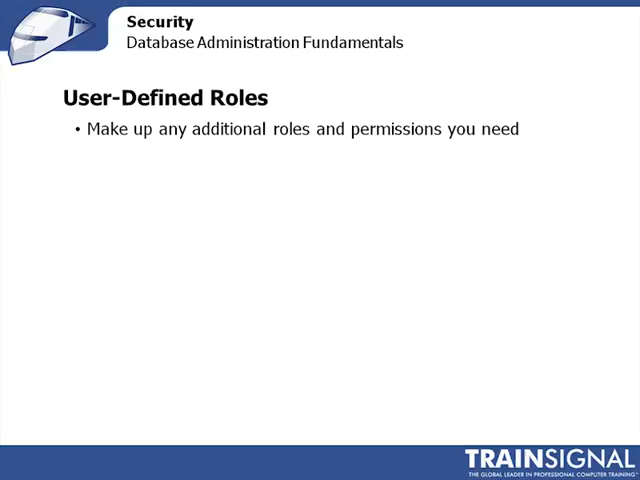 Security
Database Administration Fundamentals
User-Defined Roles
• Make up any additional roles and permissions you need
TRAINSIGNAL
THE GLOBAL LEADER IN PROFESSIONAL COMPUTER TRAINING™